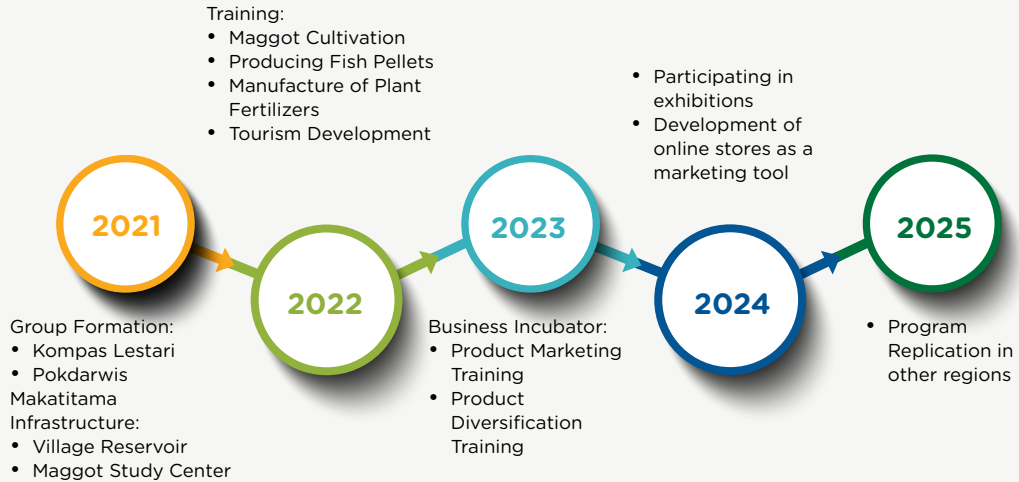 2021
Group Formation:
• Kompas Lestari
• Pokdarwis
Makatitama
Infrastructure:
• Village Reservoir
• Maggot Study Center
Training:
• Maggot Cultivation
• Producing Fish Pellets
• Manufacture of Plant
Fertilizers
• Tourism Development
2022
2023
Business Incubator:
• Product Marketing
Training
• Product
Diversification
Training
• Participating in
exhibitions
• Development of
online stores as a
marketing tool
2024
2025
• Program
Replication in
other regions